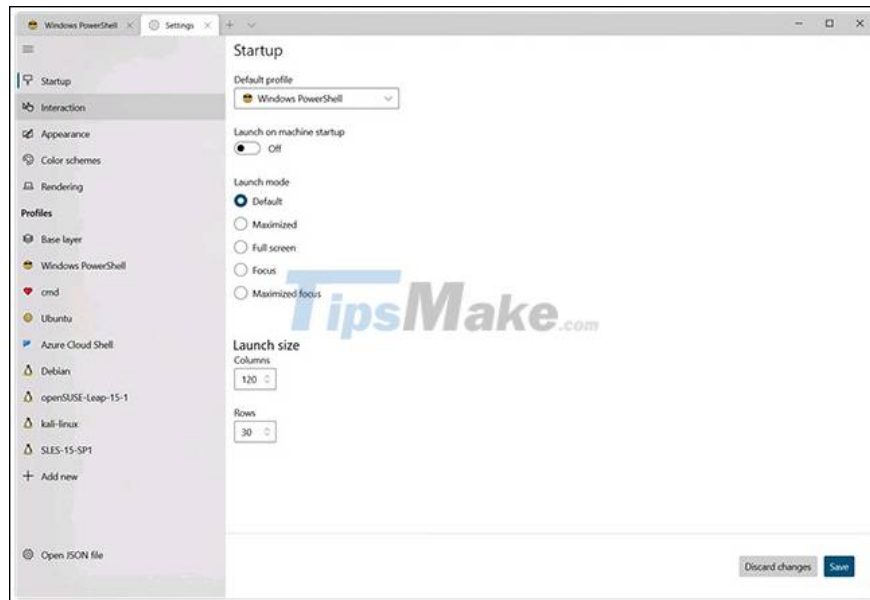 Windows PowerShell
Settings
Startup
Interaction
Appearance
Color schemes
Rendering
Profiles
Base layer
Windows PowerShell
cmd
Ubuntu
Azure Cloud Shell
Debian
openSUSE-Leap-15-1
kali-linux
SLES-15-SP1
Add new
Open JSON file
Startup
Default profile
Windows PowerShell
Launch on machine startup
Off
Launch mode
Default
Maximized
Full screen
Focus
Maximized focus
TipsMake.com
Launch size
Columns
120
Rows
30
Discard changes
Save